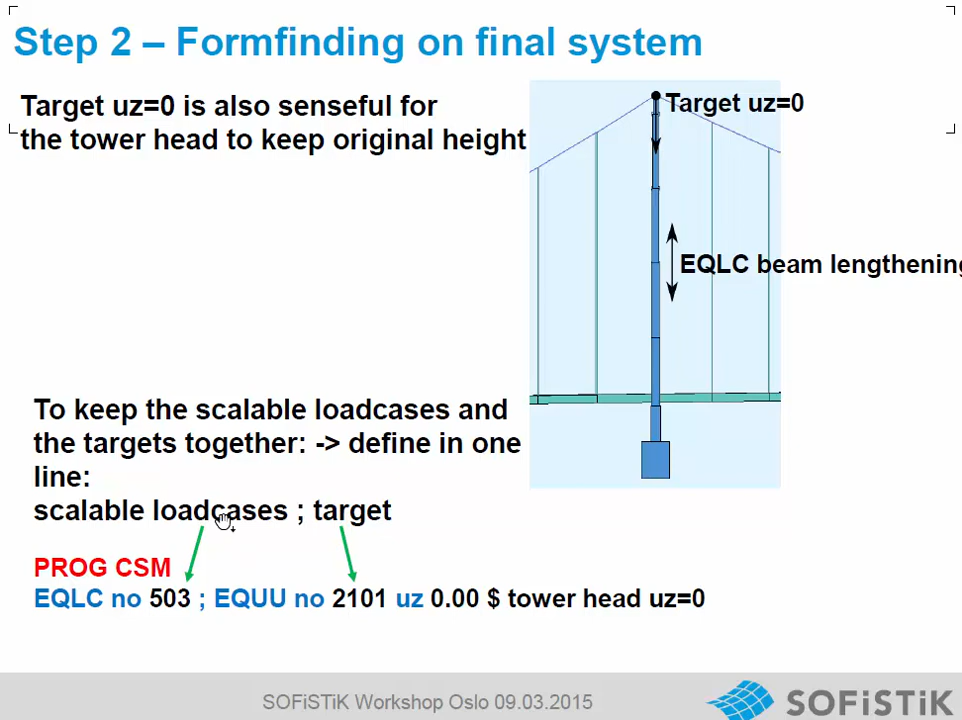 Step 2 – Formfinding on final system
Target uz=0 is also senseful for
the tower head to keep original height
Target uz=0
EQLC beam lengthening
To keep the scalable loadcases and
the targets together: -> define in one
line:
scalable loadcases ; target
PROG CSM
EQLC no 503 ; EQUU no 2101 uz 0.00 $ tower head uz=0
SOFiSTiK Workshop Oslo 09.03.2015
SOFiSTiK